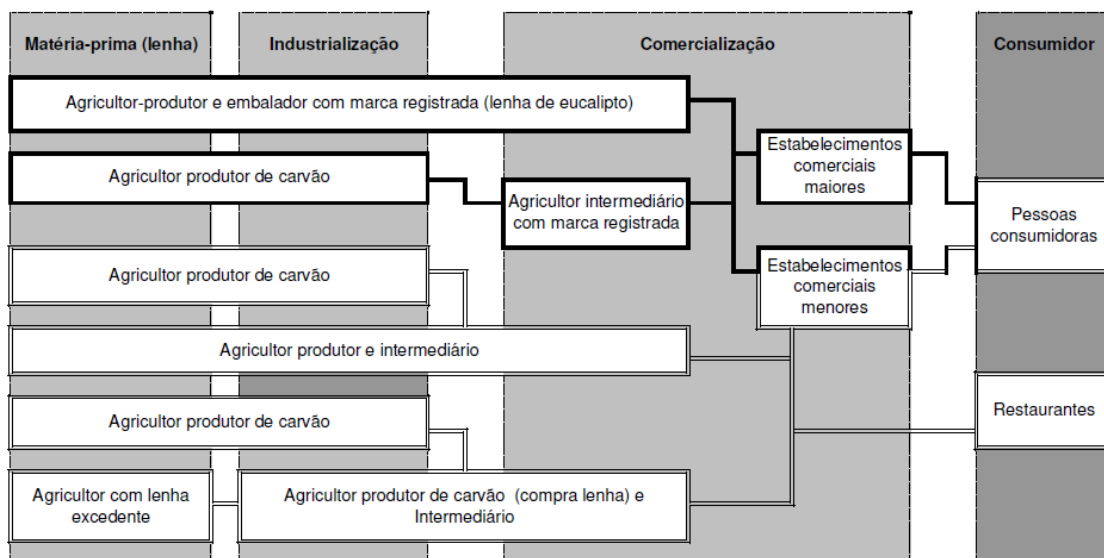 Matéria-prima (lenha)
Industrialização
Comercialização
Consumidor
Agricultor-produtor e embalador com marca registrada (lenha de eucalipto)
Estabelecimentos
comerciais
maiores
Agricultor produtor de carvão
Agricultor intermediário
com marca registrada
Pessoas
consumidoras
Agricultor produtor de carvão
Estabelecimentos
comerciais
menores
Agricultor produtor e intermediário
Agricultor produtor de carvão
Restaurantes
Agricultor com lenha
excedente
Agricultor produtor de carvão (compra lenha) e
Intermediário